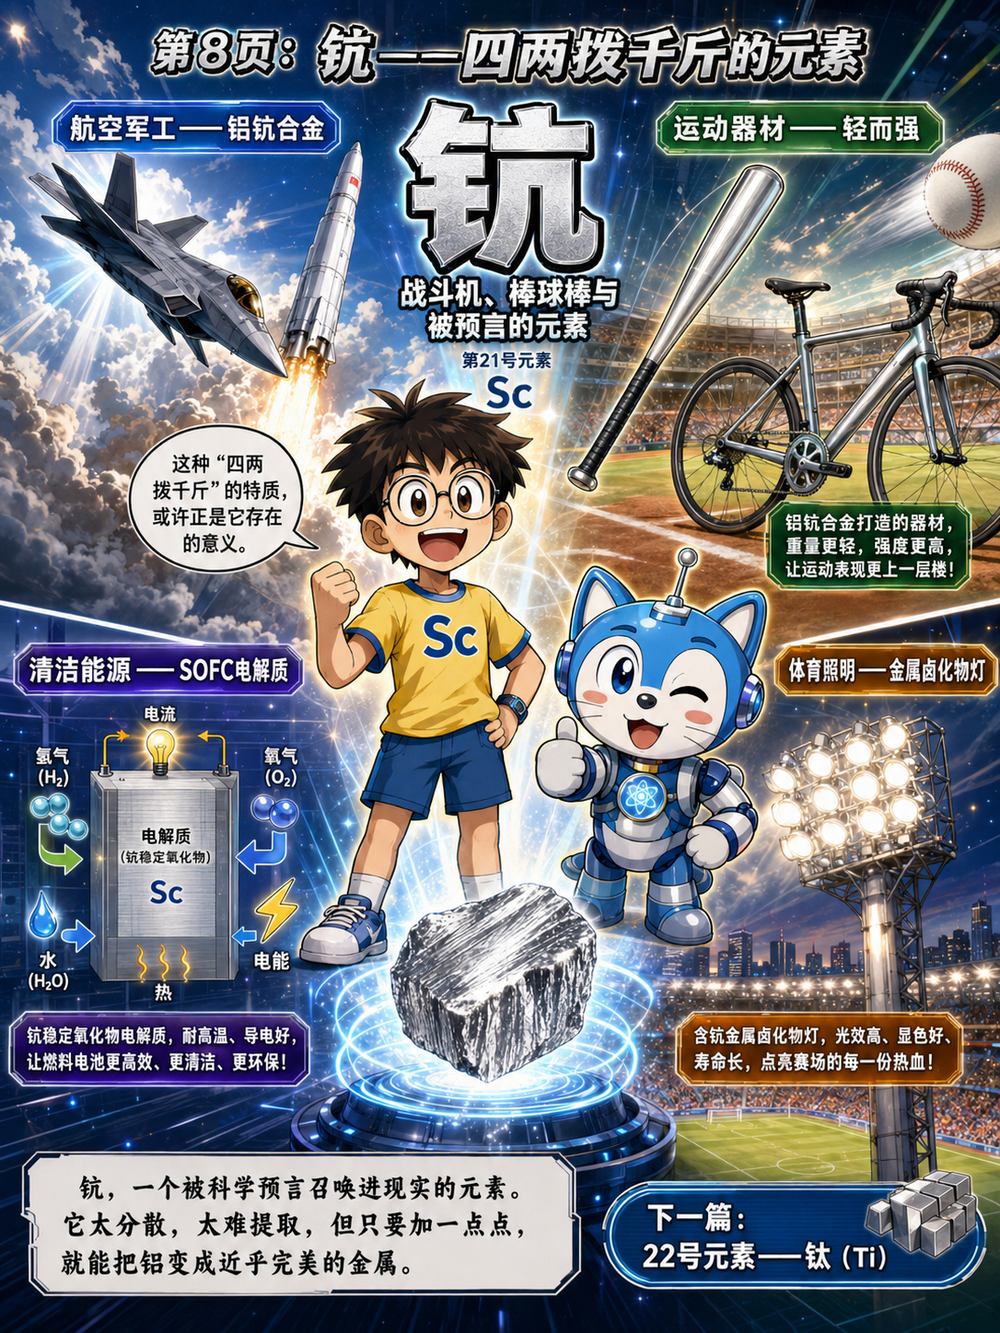 第8页：钪——四两拨千斤的元素
航空军工——铝钪合金
钪
运动器材——轻而强
战斗机、棒球棒与
被预言的元素
第21号元素
Sc
这种“四两
拨千斤”的特质，
或许正是它存在
的意义。
Sc
铝钪合金打造的器材，
重量更轻，强度更高，
让运动表现更上一层楼！
清洁能源——SOFC电解质
电流
氢气
(H₂)
氧气
(O₂)
电解质
(钪稳定氧化物)
Sc
水
(H₂O)
热
电能
钪稳定氧化物电解质，耐高温、导电好，
让燃料电池更高效、更清洁、更环保！
体育照明——金属卤化物灯
含钪金属卤化物灯，光效高、显色好、
寿命长，点亮赛场的每一份热血！
钪，一个被科学预言召唤进现实的元素。
它太分散，太难提取，但只要加一点点，
就能把铝变成近乎完美的金属。
下一篇：
22号元素——钛（Ti）